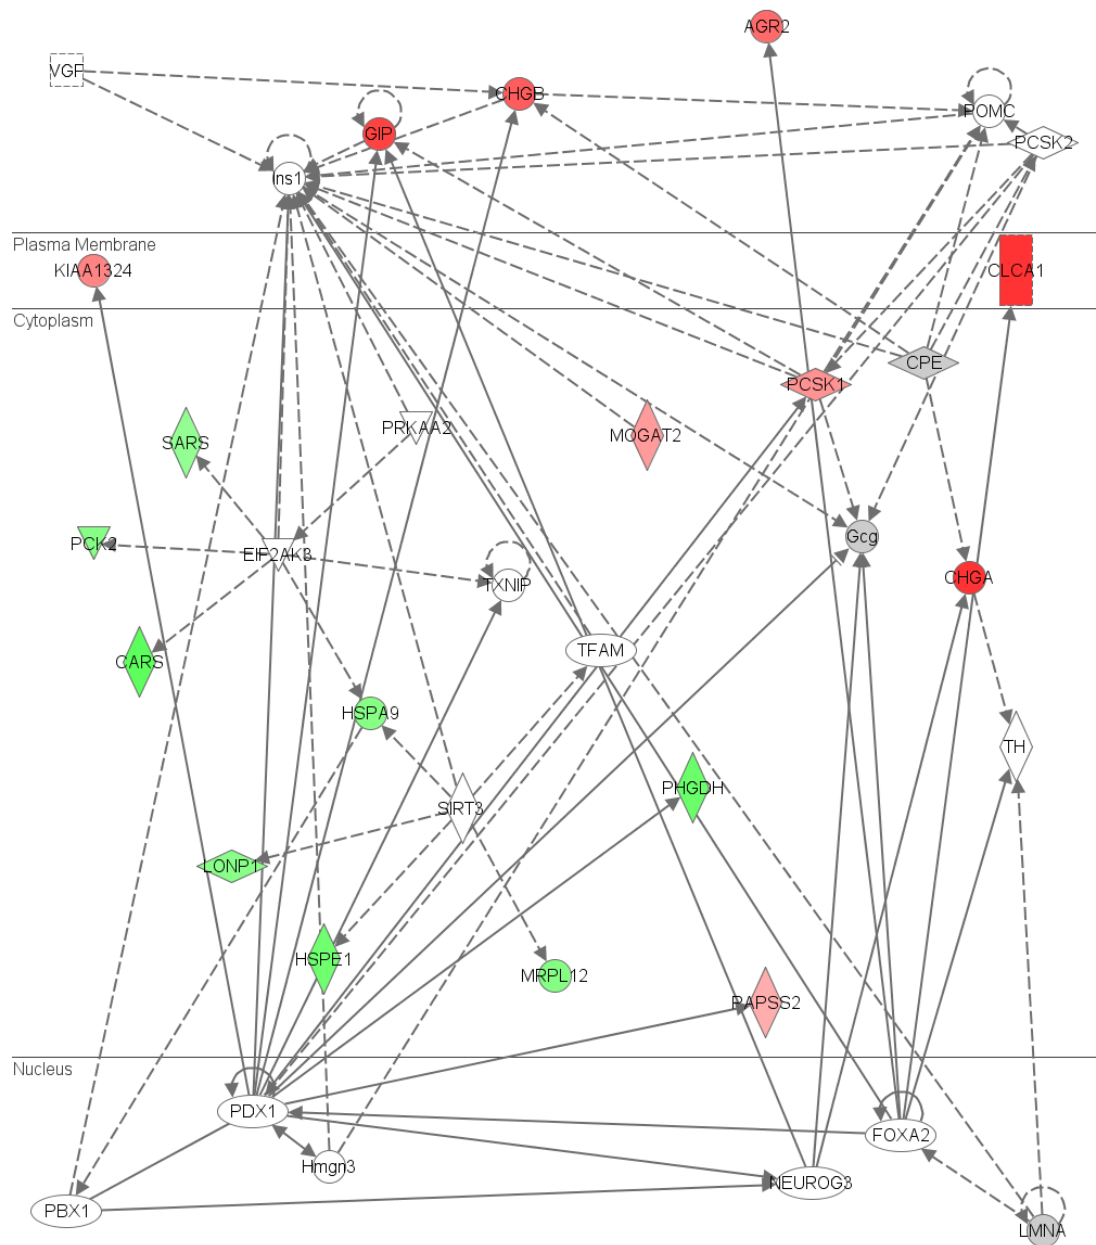 AGR2
VGF
CHGB
POMC
GIP
PCSK2
Ins1
Plasma Membrane
KIAA1324
CLCA1
Cytoplasm
CPE
PCSK1
PRKAA2
MOGAT2
SARS
Gcg
PCK2
EIF2AK3
TXNIP
CHGA
TFAM
CARS
HSPA9
TH
PHGDH
SIRT3
LONP1
HSPE1
MRPL12
PAPSS2
Nucleus
PDX1
FOXA2
Hmgn3
NEUROG3
PBX1
LMNA